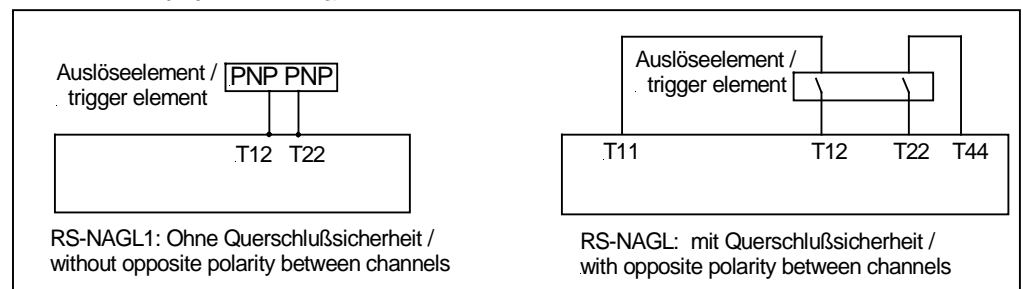 Auslöseelement / PNP PNP
trigger element
T12 T22
RS-NAGL1: Ohne Querschlußsicherheit /
without opposite polarity between channels
Auslöseelement /
trigger element
T11 T12 T22 T44
RS-NAGL: mit Querschlußsicherheit /
with opposite polarity between channels